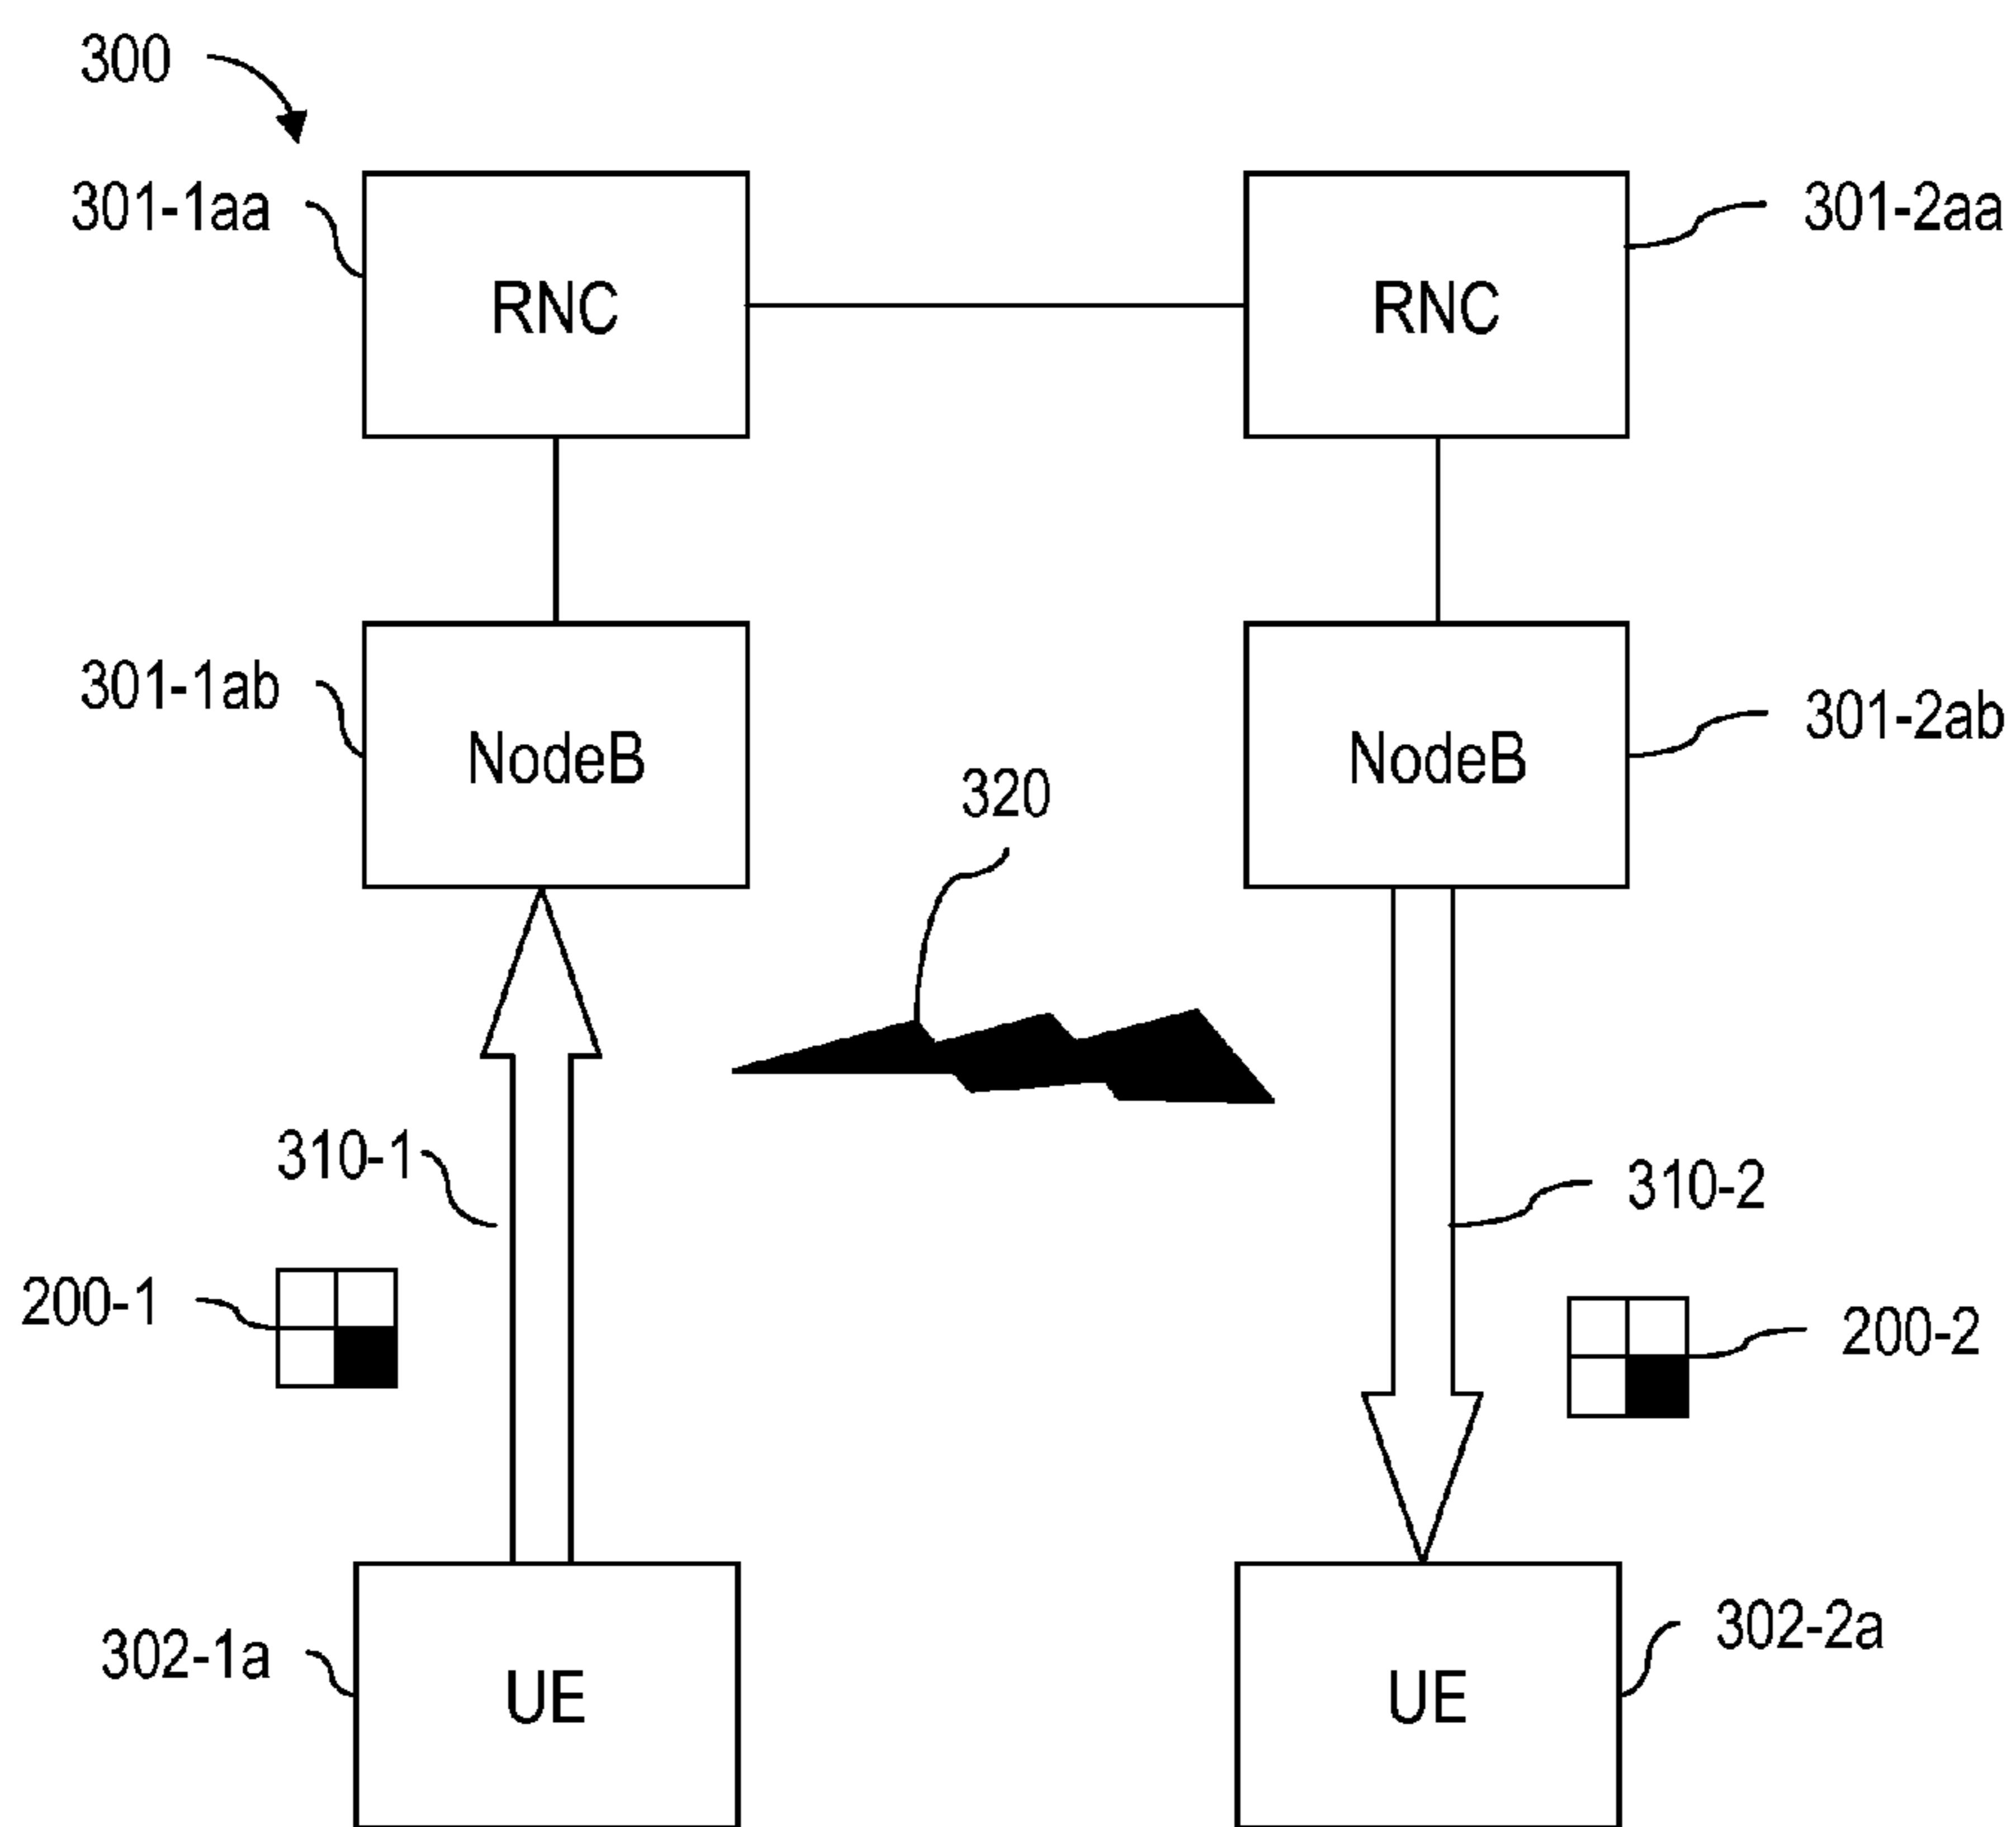 300
301-1aa
RNC
RNC
301-2aa
301-1ab
NodeB
NodeB
301-2ab
320
310-1
310-2
200-1
200-2
302-1a
UE
UE
302-2a